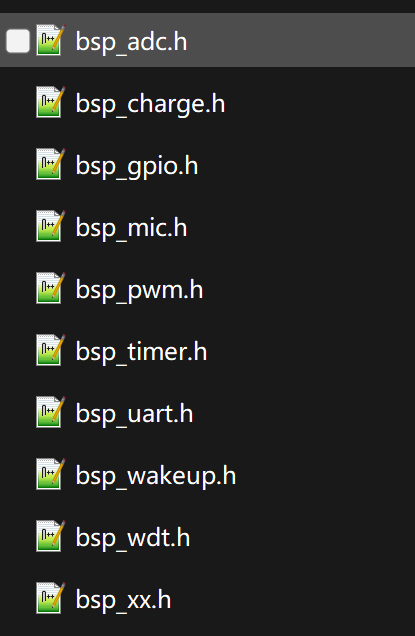 bsp_adc.h
bsp_charge.h
bsp_gpio.h
bsp_mic.h
bsp_pwm.h
bsp_timer.h
bsp_uart.h
bsp_wakeup.h
bsp_wdt.h
bsp_xx.h